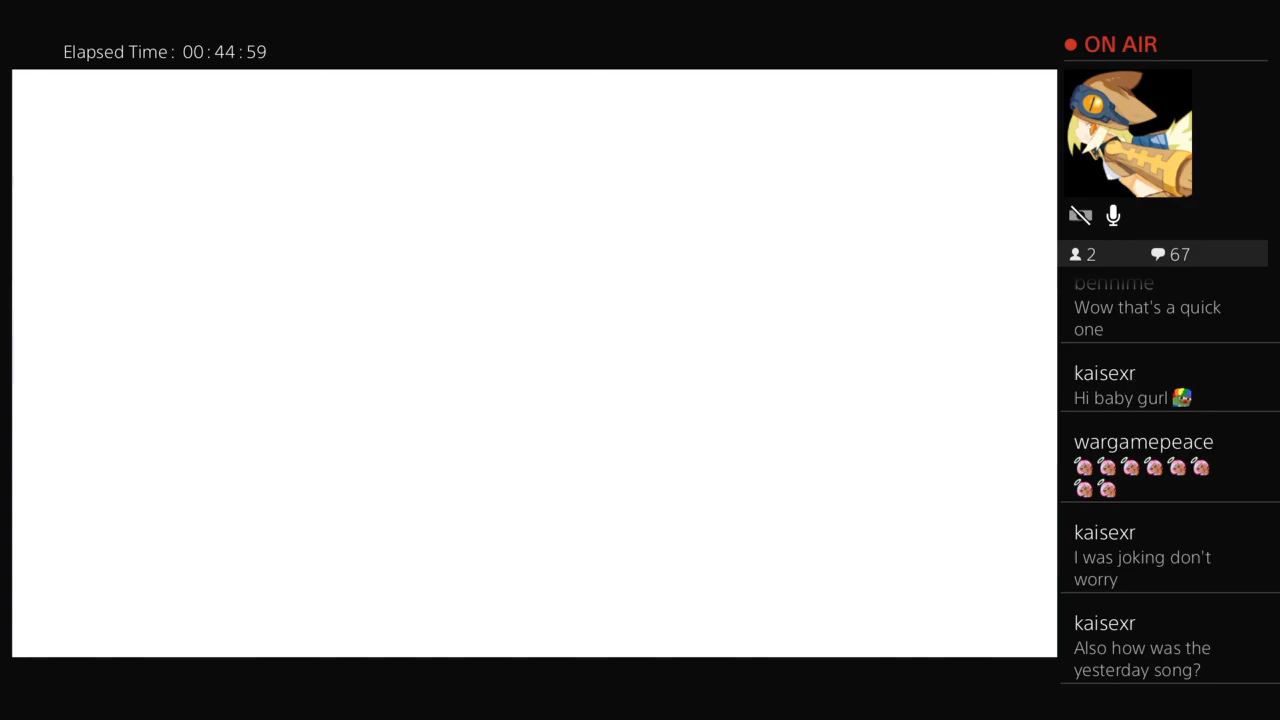 Elapsed Time: 00:44:59
ON AIR
2 67
bennime
Wow that's a quick
one
kaisexr
Hi baby gurl
wargamepeace
kaisexr
I was joking don't
worry
kaisexr
Also how was the
yesterday song?